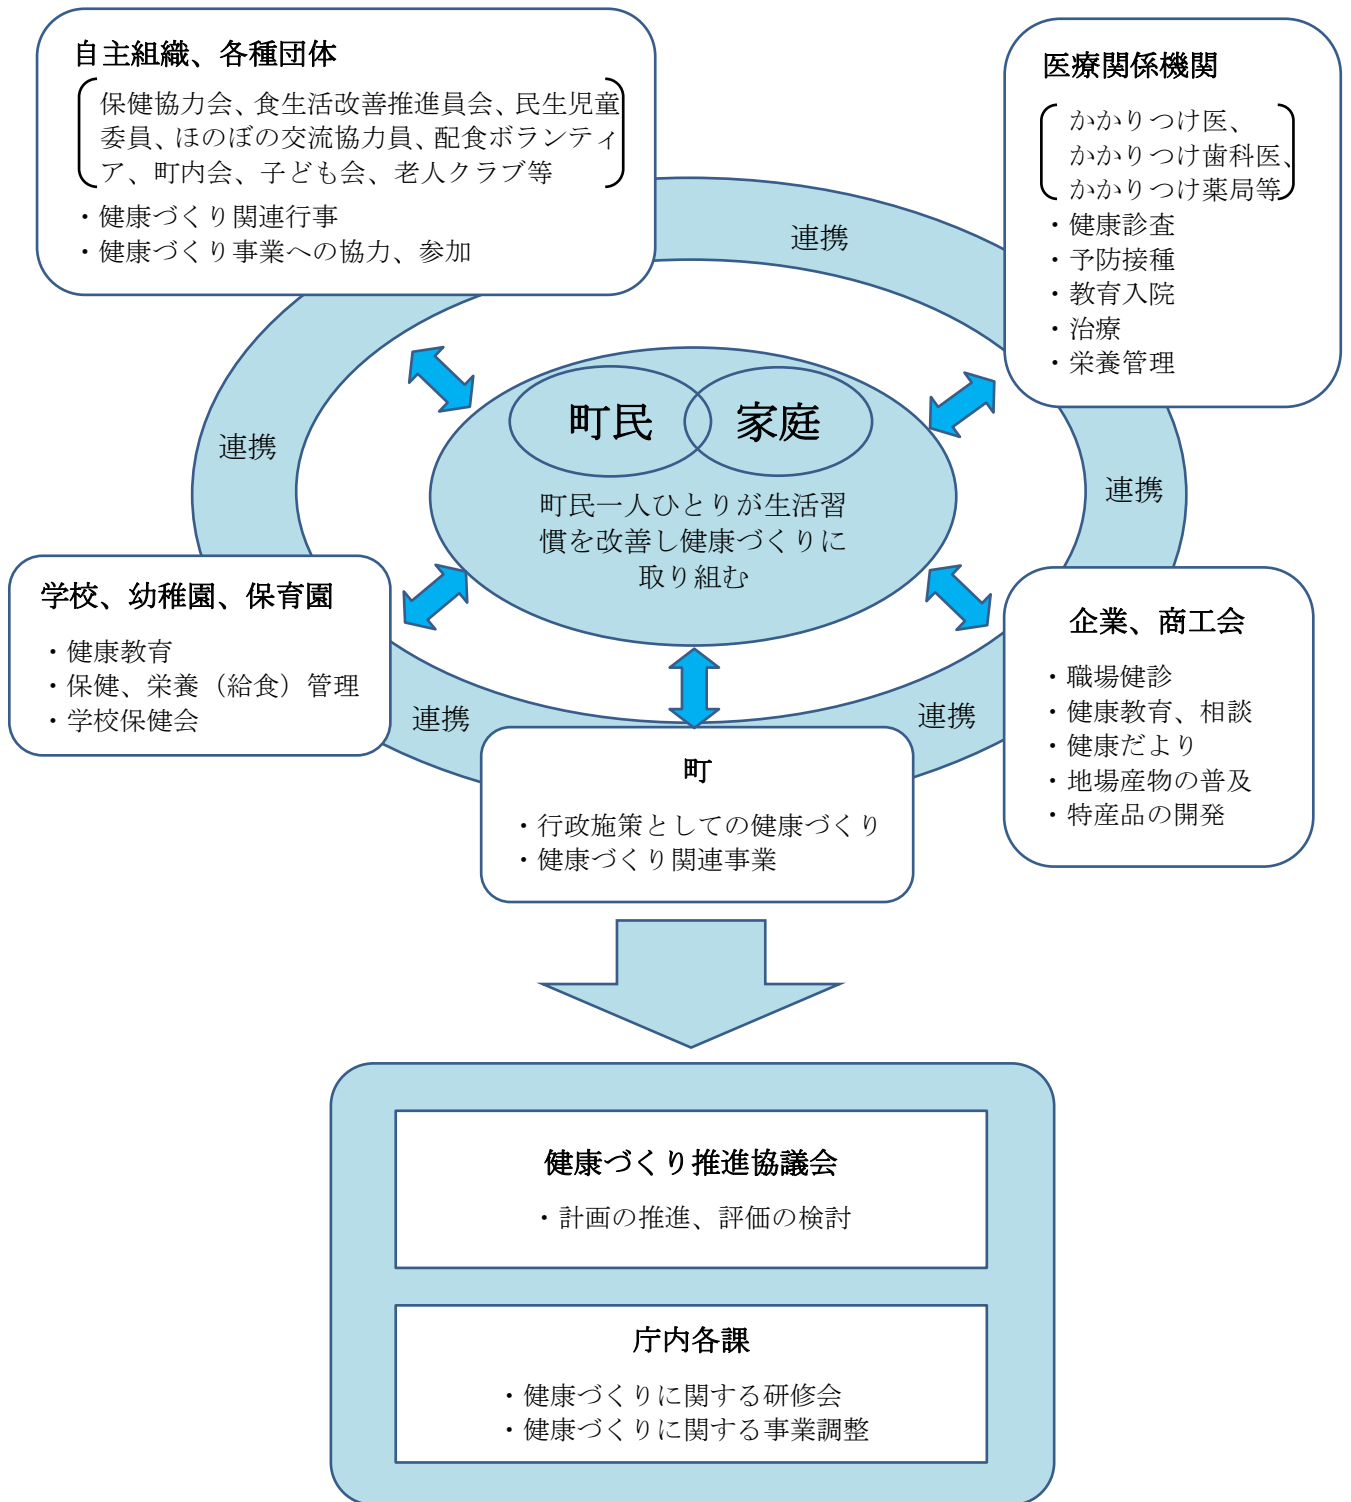 自主組織、各種団体
保健協力会、食生活改善推進員会、民生児童
委員、ほのぼの交流協力員、配食ボランティ
ア、町内会、子ども会、老人クラブ等
・健康づくり関連行事
・健康づくり事業への協力、参加
医療関係機関
かかりつけ医、
かかりつけ歯科医、
かかりつけ薬局等
・健康診査
・予防接種
・教育入院
・治療
・栄養管理
連携
連携
連携
町民
家庭
町民一人ひとりが生活習
慣を改善し健康づくりに
取り組む
学校、幼稚園、保育園
・健康教育
・保健、栄養（給食）管理
・学校保健会
連携
連携
企業、商工会
・職場健診
・健康教育、相談
・健康だより
・地場産物の普及
・特産品の開発
町
・行政施策としての健康づくり
・健康づくり関連事業
健康づくり推進協議会
・計画の推進、評価の検討
庁内各課
・健康づくりに関する研修会
・健康づくりに関する事業調整